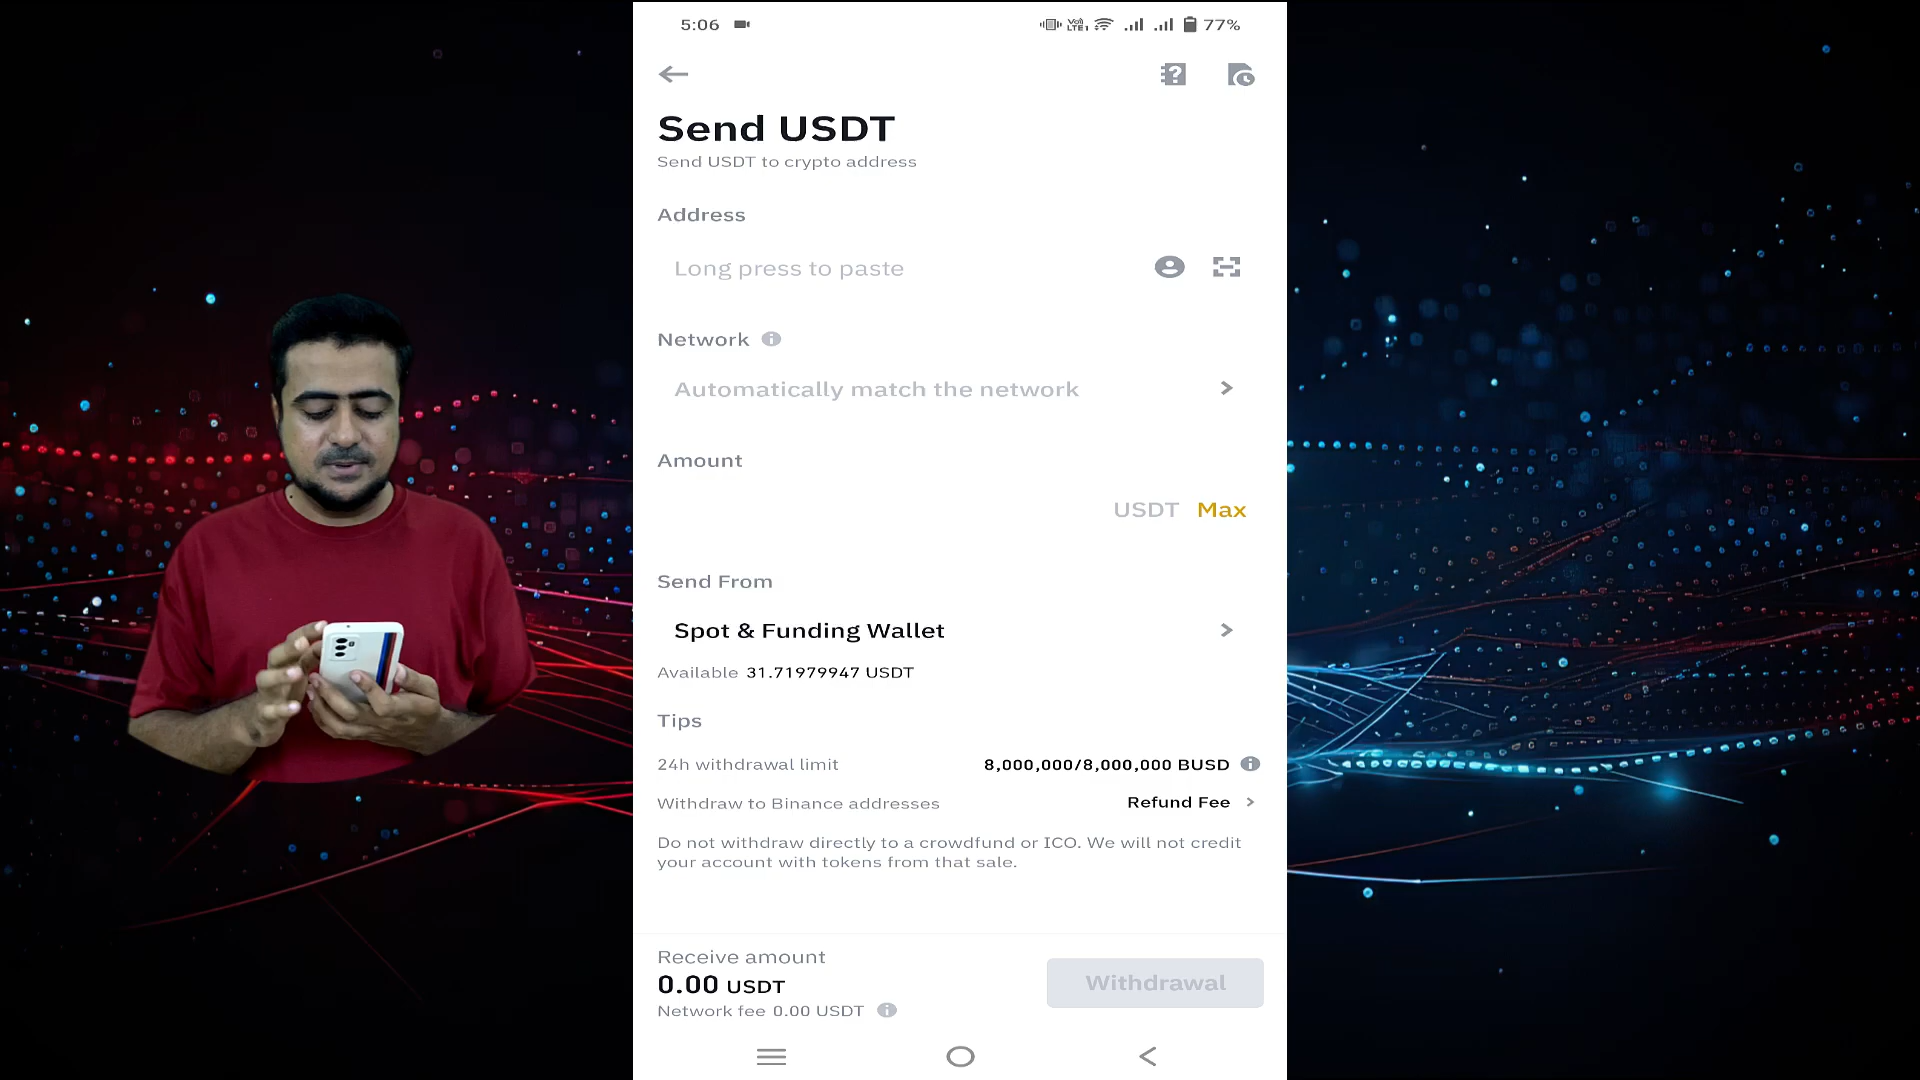 5:06 77%
Send USDT
Send USDT to crypto address
Address
Long press to paste
Network
Automatically match the network
Amount
USDT Max
Send From
Spot & Funding Wallet
Available 31.71979947 USDT
Tips
24h withdrawal limit 8,000,000/8,000,000 BUSD
Withdraw to Binance addresses Refund Fee
Do not withdraw directly to a crowdfund or ICO. We will not credit
your account with tokens from that sale.
Receive amount
0.00 USDT
Withdrawal
Network fee 0.00 USDT